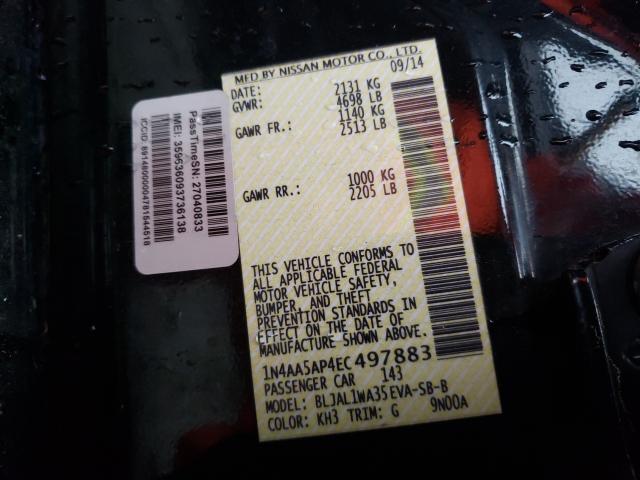 MFD BY NISSAN MOTOR CO., LTD.
DATE: 09/14
GVWR: 2131 KG
4698 LB
GAWR FR.: 1140 KG
2513 LB
GAWR RR.: 1000 KG
2205 LB
THIS VEHICLE CONFORMS TO
ALL APPLICABLE FEDERAL
MOTOR VEHICLE SAFETY,
BUMPER, AND THEFT
PREVENTION STANDARDS IN
EFFECT ON THE DATE OF
MANUFACTURE SHOWN ABOVE.
1N4AA5AP4EC497883
PASSENGER CAR 143
MODEL: BLJAL1WA35EVA-SB-B
COLOR: KH3 TRIM: G 9N00A
PassTimeSN: 27040833
IMEI: 359536093736138
ICCID: 89148000004781544518